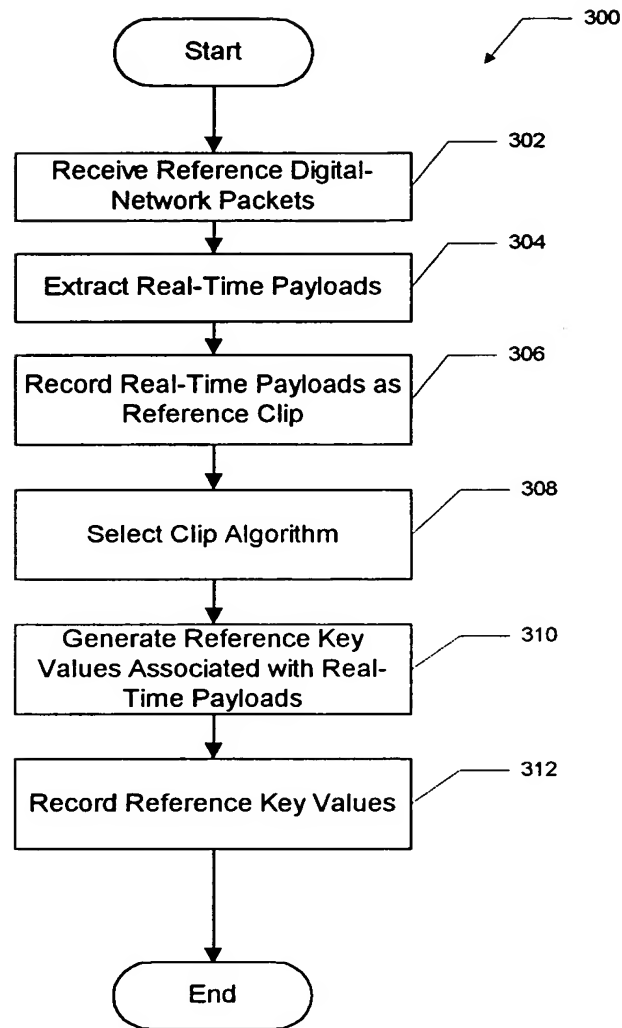 300
Start
302
Receive Reference Digital-
Network Packets
304
Extract Real-Time Payloads
306
Record Real-Time Payloads as
Reference Clip
308
Select Clip Algorithm
310
Generate Reference Key
Values Associated with Real-
Time Payloads
312
Record Reference Key Values
End